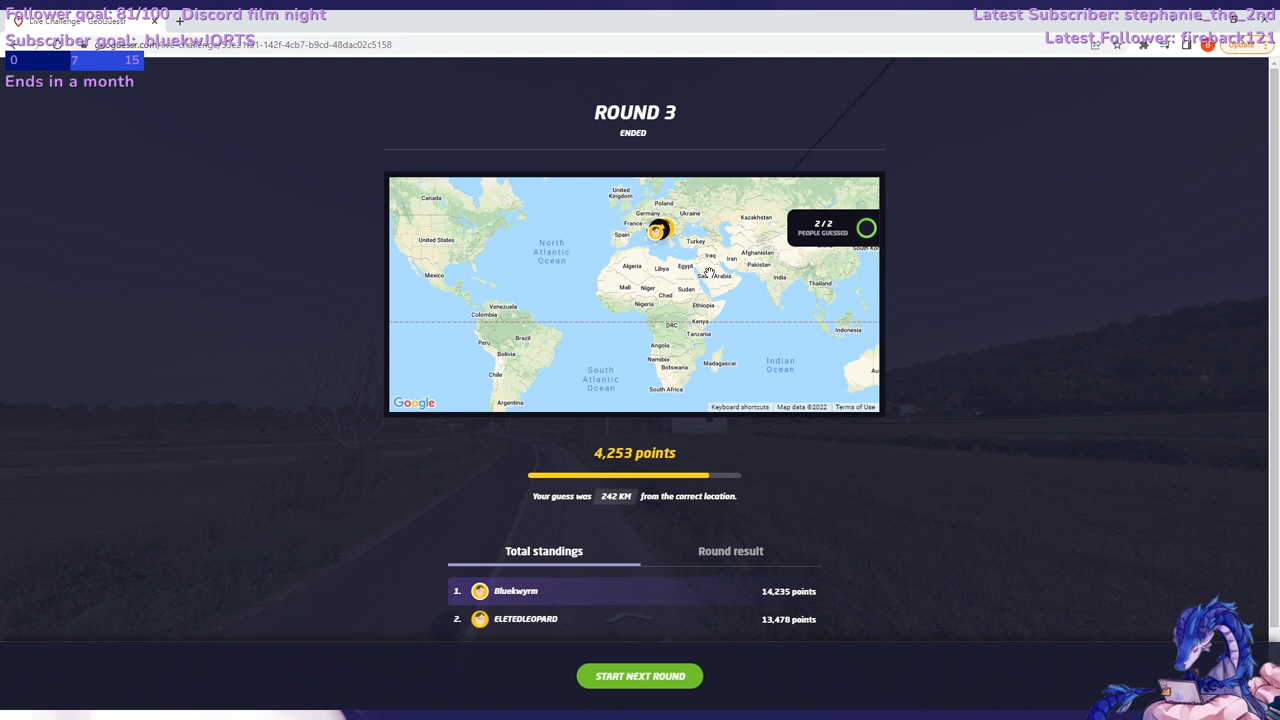 Follower goal: 81/100 Discord film night
Latest Subscriber: stephanie_the_2nd
Subscriber goal: bluekwJORTS
Latest Follower: fireback121
Update
0 7 15
Ends in a month
ROUND 3
ENDED
Canada
United Kingdom
Poland
Germany
Ukraine
France
Kazakhstan
Spain
Turkey
United States
North Atlantic Ocean
2/2
PEOPLE GUESSED
South Kor
Iraq
Iran
Afghanistan
Pakistan
Algeria
Libya
Egypt
Saudi Arabia
India
Mexico
Mali
Niger
Chad
Sudan
Thailand
Nigeria
Ethiopia
Venezuela
Colombia
DRC
Kenya
Tanzania
Indonesia
Peru
Brazil
Angola
Bolivia
Namibia
Botswana
Madagascar
Indian Ocean
Chile
South Atlantic Ocean
South Africa
Au
Argentina
Google
Keyboard shortcuts
Map data ©2022
Terms of Use
4,253 points
Your guess was 242 KM from the correct location.
Total standings
Round result
1. Bluekwyrm 14,235 points
2. ELETEDLEOPARD 13,478 points
START NEXT ROUND